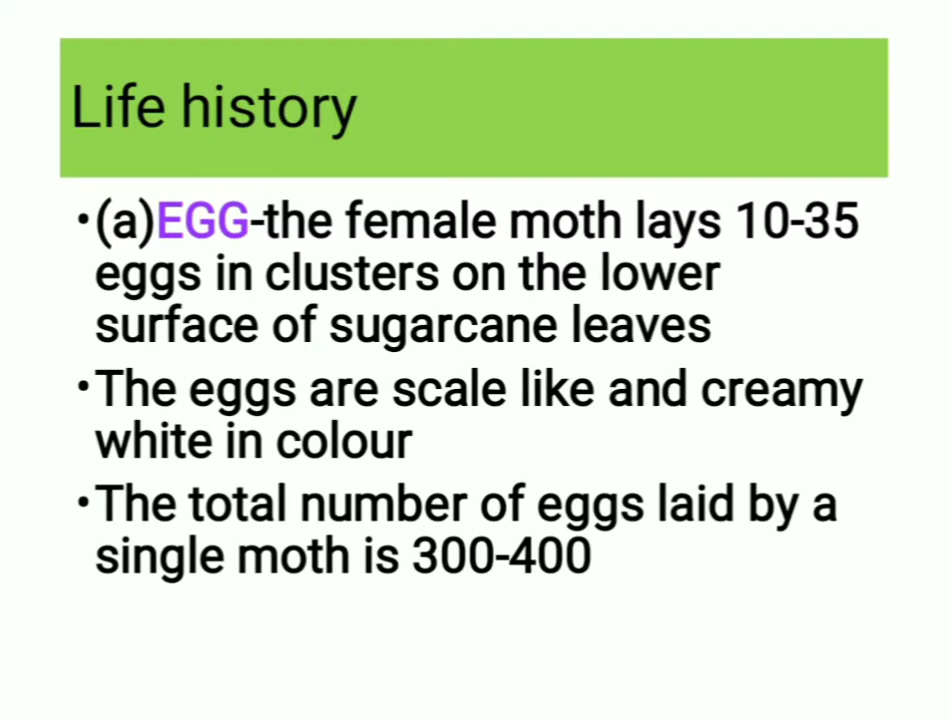 Life history
•(a)EGG-the female moth lays 10-35
eggs in clusters on the lower
surface of sugarcane leaves
•The eggs are scale like and creamy
white in colour
•The total number of eggs laid by a
single moth is 300-400